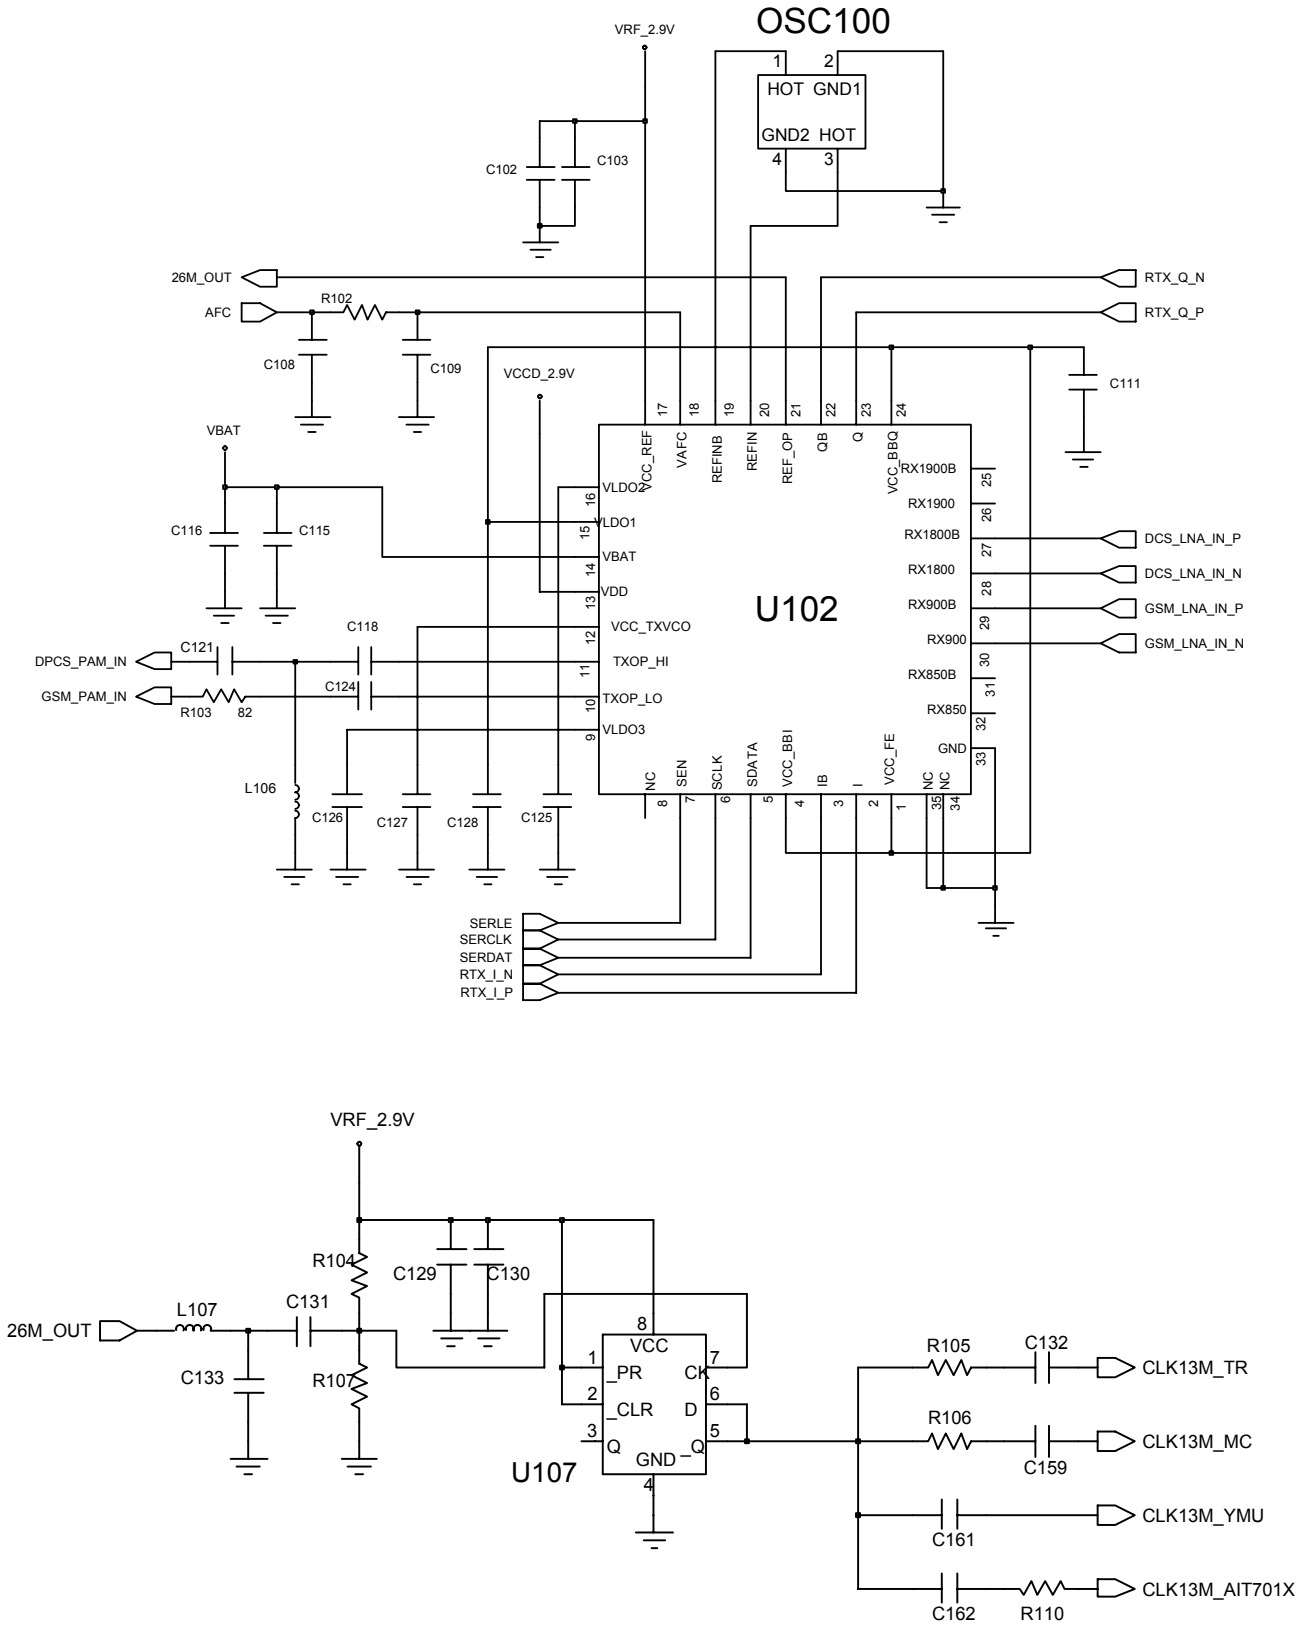 OSC100
VRF_2.9V
1 2
HOT GND1
GND2 HOT
4 3
C102 C103
26M_OUT
RTX_Q_N
AFC
R102
RTX_Q_P
C108
C109
VCCD_2.9V
C111
VBAT
17 18 19 20 21 22 23 24
VCC_REF VAFC REFINB REFIN REF_OP QB Q VCC_BBQ
RX1900B 25
VLDO2 16
RX1900 26
C116 C115
VLDO1 15
RX1800B 27 DCS_LNA_IN_P
VBAT 14
RX1800 28 DCS_LNA_IN_N
VDD 13
U102
RX900B 29 GSM_LNA_IN_P
VCC_TXVCO 12
RX900 30 GSM_LNA_IN_N
DPCS_PAM_IN C121 C118
TXOP_HI 11
RX850B 31
GSM_PAM_IN R103 82 C124
TXOP_LO 10
RX850 32
VLDO3 9
GND 33
NC SEN SCLK SDATA VCC_BBI IB I VCC_FE NC NC
8 7 6 5 4 3 2 1 35 34
L106
C126 C127 C128 C125
SERLE
SERCLK
SERDAT
RTX_I_N
RTX_I_P
VRF_2.9V
R104
C129 C130
26M_OUT L107 C131
C133
R107
8
VCC
1 _PR CK 7
2 _CLR D 6
3 Q _Q 5
GND
4
U107
R105 C132 CLK13M_TR
R106 C159 CLK13M_MC
C161 CLK13M_YMU
C162 R110 CLK13M_AIT701X